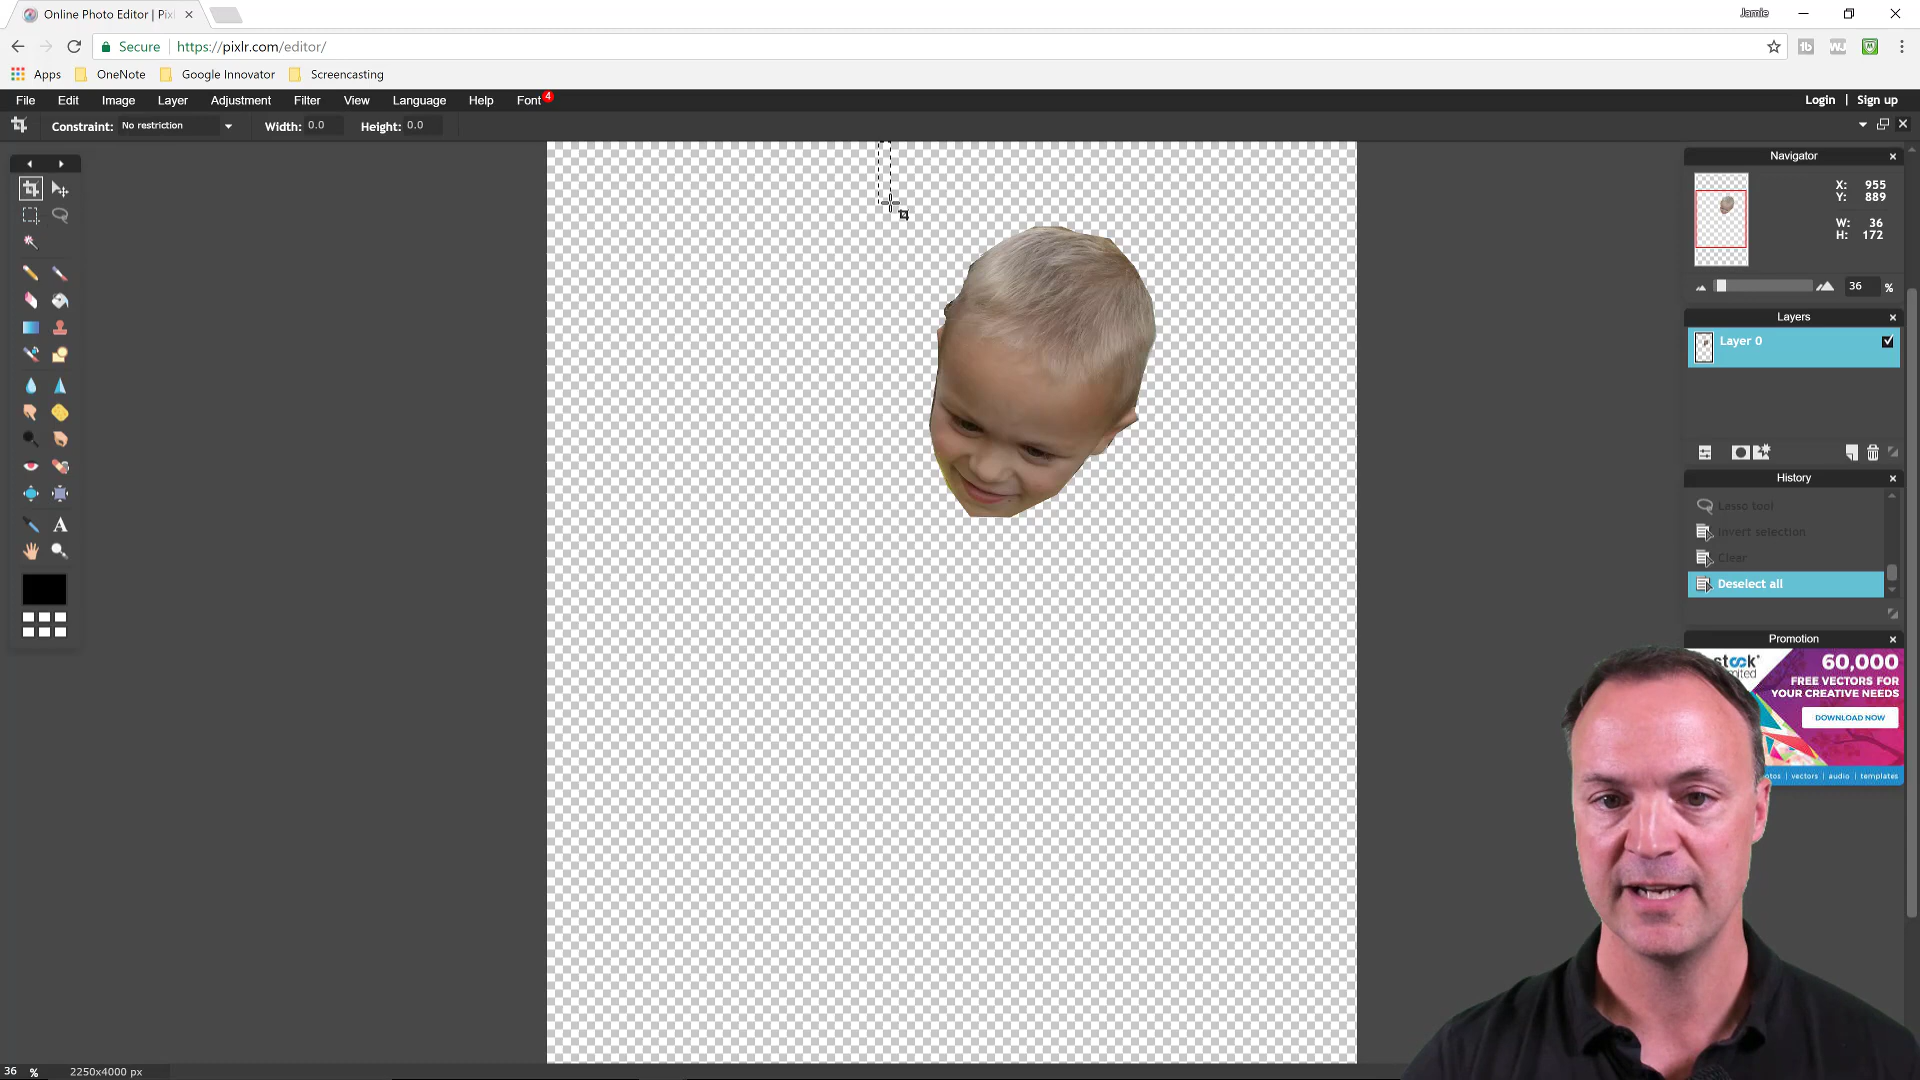 Online Photo Editor | Pixl
Jamie
Secure https://pixlr.com/editor/
Apps OneNote Google Innovator Screencasting
File Edit Image Layer Adjustment Filter View Language Help Font 4 Login | Sign up
Constraint: No restriction Width: 0.0 Height: 0.0
Navigator
X: 955
Y: 889
W: 36
H: 172
36 %
Layers
Layer 0
History
Lasso tool
Invert selection
Clear
Deselect all
Promotion
60,000
FREE VECTORS FOR
YOUR CREATIVE NEEDS
DOWNLOAD NOW
| vectors | audio | templates
A
36 % 2250x4000 px